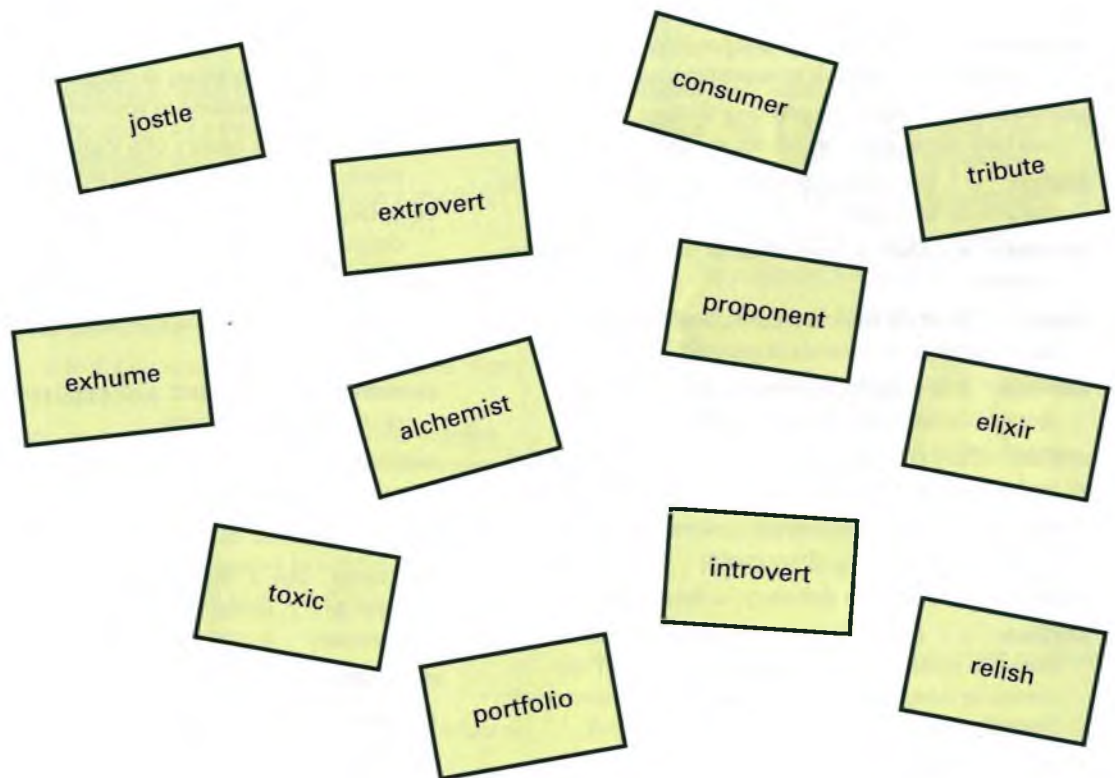 jostle
consumer
tribute
extrovert
proponent
exhume
alchemist
elixir
toxic
introvert
portfolio
relish